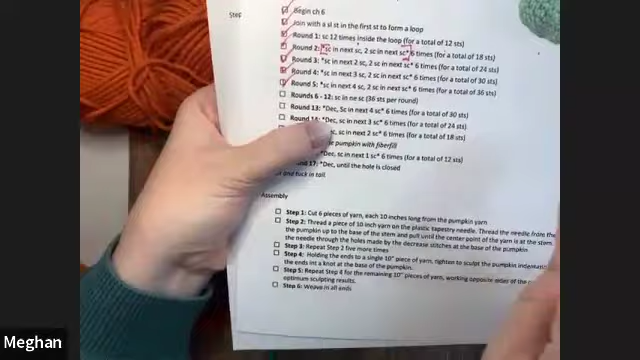 Step
Begin ch 6
Join with a sl st in the first st to form a loop
Round 1: sc 12 times inside the loop (for a total of 12 sts)
Round 2: *sc in next sc, 2 sc in next sc* 6 times (for a total of 18 sts)
Round 3: *sc in next 2 sc, 2 sc in next sc* 6 times (for a total of 24 sts)
Round 4: *sc in next 3 sc, 2 sc in next sc* 6 times (for a total of 30 sts)
Round 5: *sc in next 4 sc, 2 sc in next sc* 6 times (for a total of 36 sts)
Rounds 6 - 12: sc in ne sc (36 sts per round)
Round 13: *Dec, Sc in next 4 sc* 6 times (for a total of 30 sts)
Round 14: *Dec, sc in next 3 sc* 6 times (for a total of 24 sts)
sc in next 2 sc* 6 times (for a total of 18 sts)
pumpkin with fiberfill
*Dec, sc in next 1 sc* 6 times (for a total of 12 sts)
17: *Dec, until the hole is closed
and tuck in tail
Assembly
Step 1: Cut 6 pieces of yarn, each 10 inches long from the pumpkin yarn
Step 2: Thread a piece of 10 inch yarn on the plastic tapestry needle. Thread the needle from the
the pumpkin up to the base of the stem and pull until the center point of the yarn is at the stem.
the needle through the holes made by the decrease stitches at the base of the pumpkin.
Step 3: Repeat Step 2 five more times
Step 4: Holding the ends to a single 10" piece of yarn, tighten to sculpt the pumpkin
the ends int a knot at the base of the pumpkin.
Step 5: Repeat Step 4 for the remaining 10" pieces of yarn, working opposite sides of the
optimum sculpting results.
Step 6: Weave in all ends
Meghan